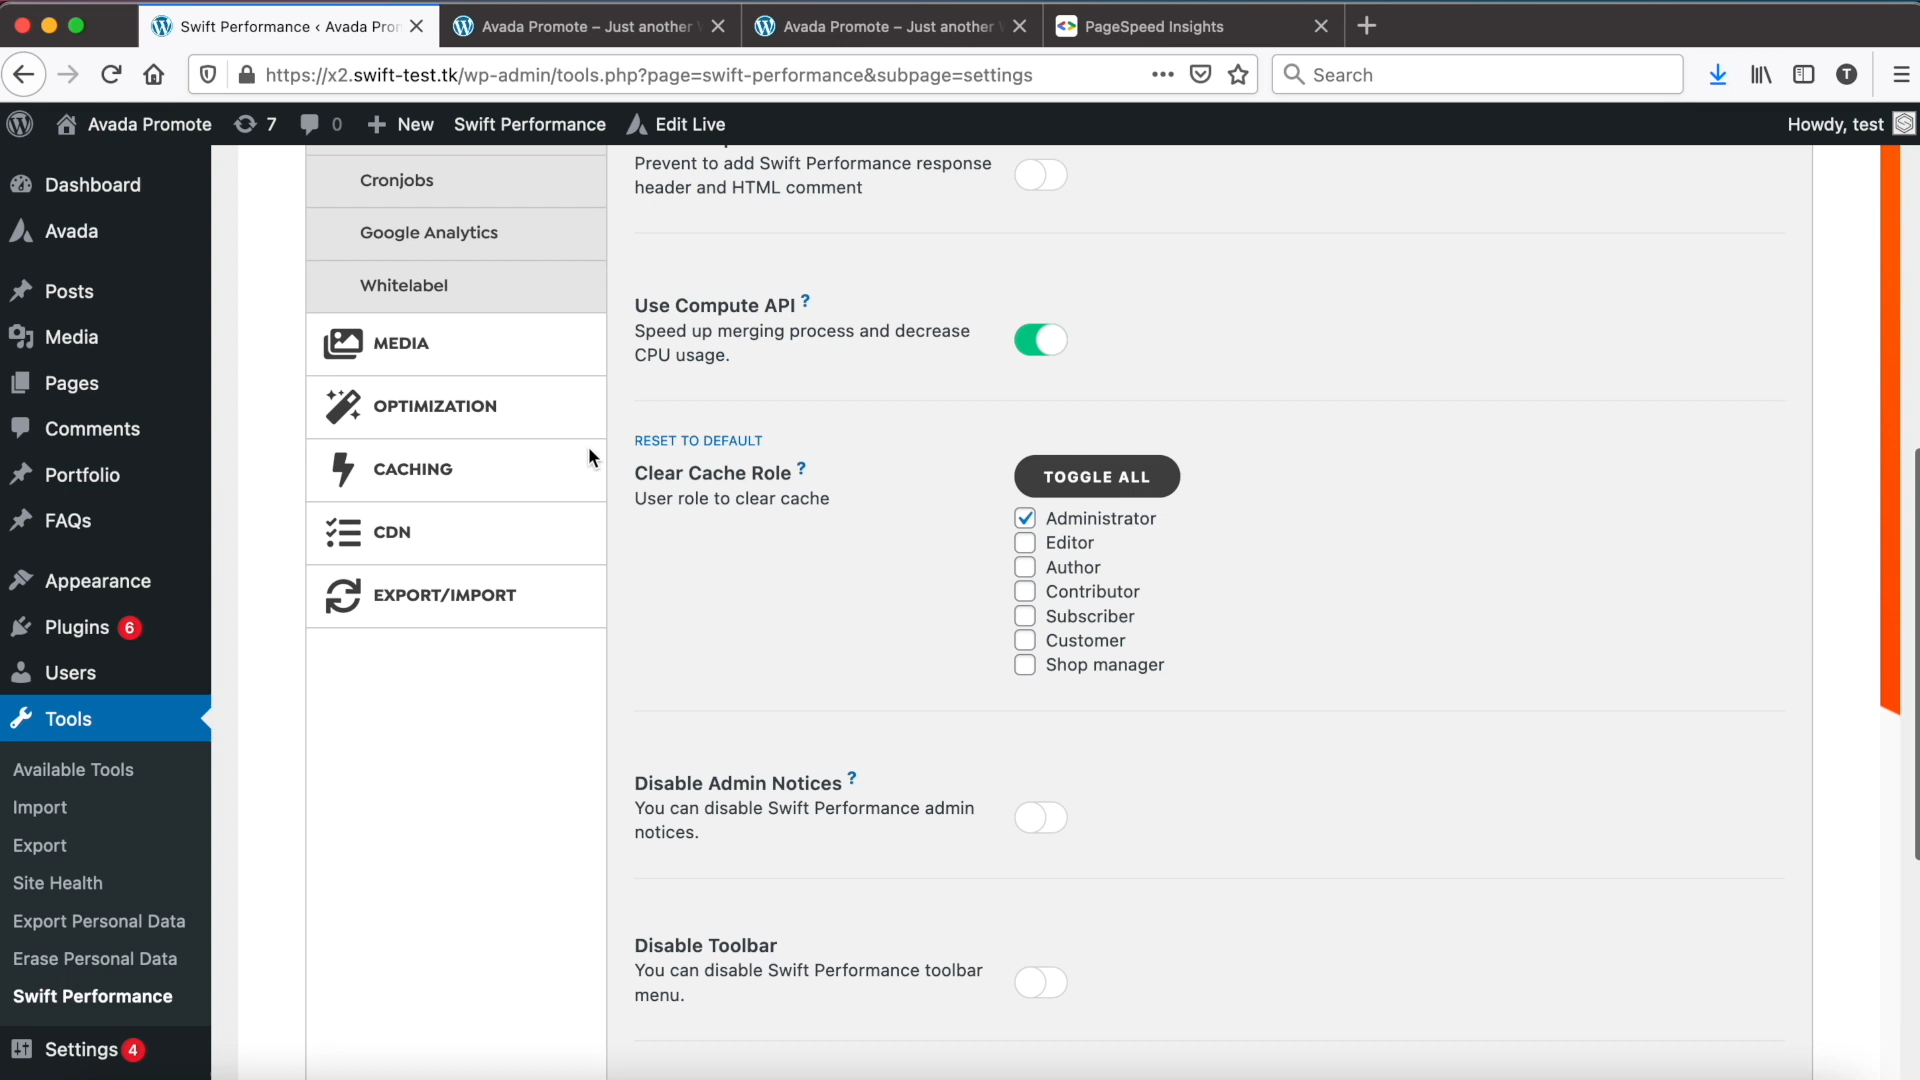 Swift Performance ‹ Avada Pro
Avada Promote – Just another
Avada Promote – Just another
PageSpeed Insights
https://x2.swift-test.tk/wp-admin/tools.php?page=swift-performance&subpage=settings
Search
T
Avada Promote
7
0
New
Swift Performance
Edit Live
Howdy, test
Dashboard
Avada
Posts
Media
Pages
Comments
Portfolio
FAQs
Appearance
Plugins 6
Users
Tools
Available Tools
Import
Export
Site Health
Export Personal Data
Erase Personal Data
Swift Performance
Settings 4
Cronjobs
Google Analytics
Whitelabel
MEDIA
OPTIMIZATION
CACHING
CDN
EXPORT/IMPORT
Prevent to add Swift Performance response
header and HTML comment
Use Compute API ?
Speed up merging process and decrease
CPU usage.
RESET TO DEFAULT
Clear Cache Role ?
User role to clear cache
TOGGLE ALL
Administrator
Editor
Author
Contributor
Subscriber
Customer
Shop manager
Disable Admin Notices ?
You can disable Swift Performance admin
notices.
Disable Toolbar
You can disable Swift Performance toolbar
menu.